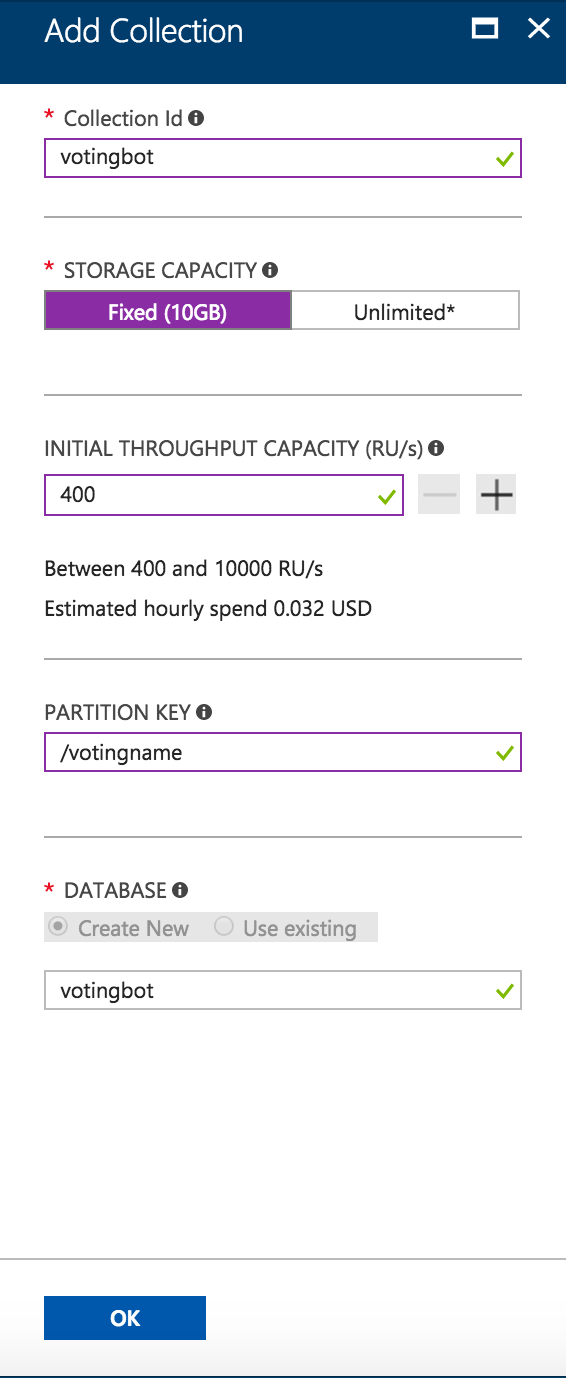 Add Collection
* Collection Id
votingbot
* STORAGE CAPACITY
Fixed (10GB) Unlimited*
INITIAL THROUGHPUT CAPACITY (RU/s)
400
Between 400 and 10000 RU/s
Estimated hourly spend 0.032 USD
PARTITION KEY
/votingname
* DATABASE
Create New Use existing
votingbot
OK